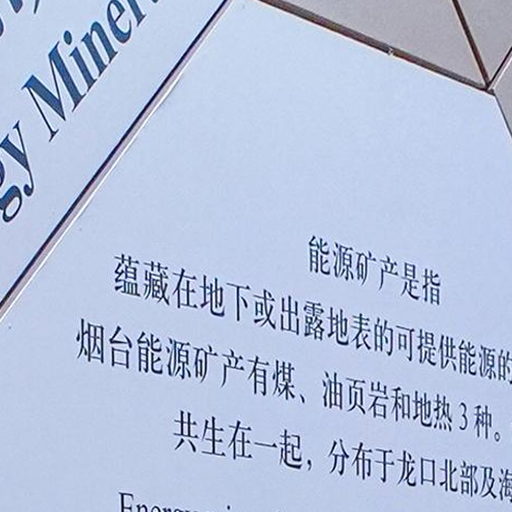 gy Miner
能源矿产是指
蕴藏在地下或出露地表的可提供能源的
烟台能源矿产有煤、油页岩和地热3种。
共生在一起，分布于龙口北部及海
Energy